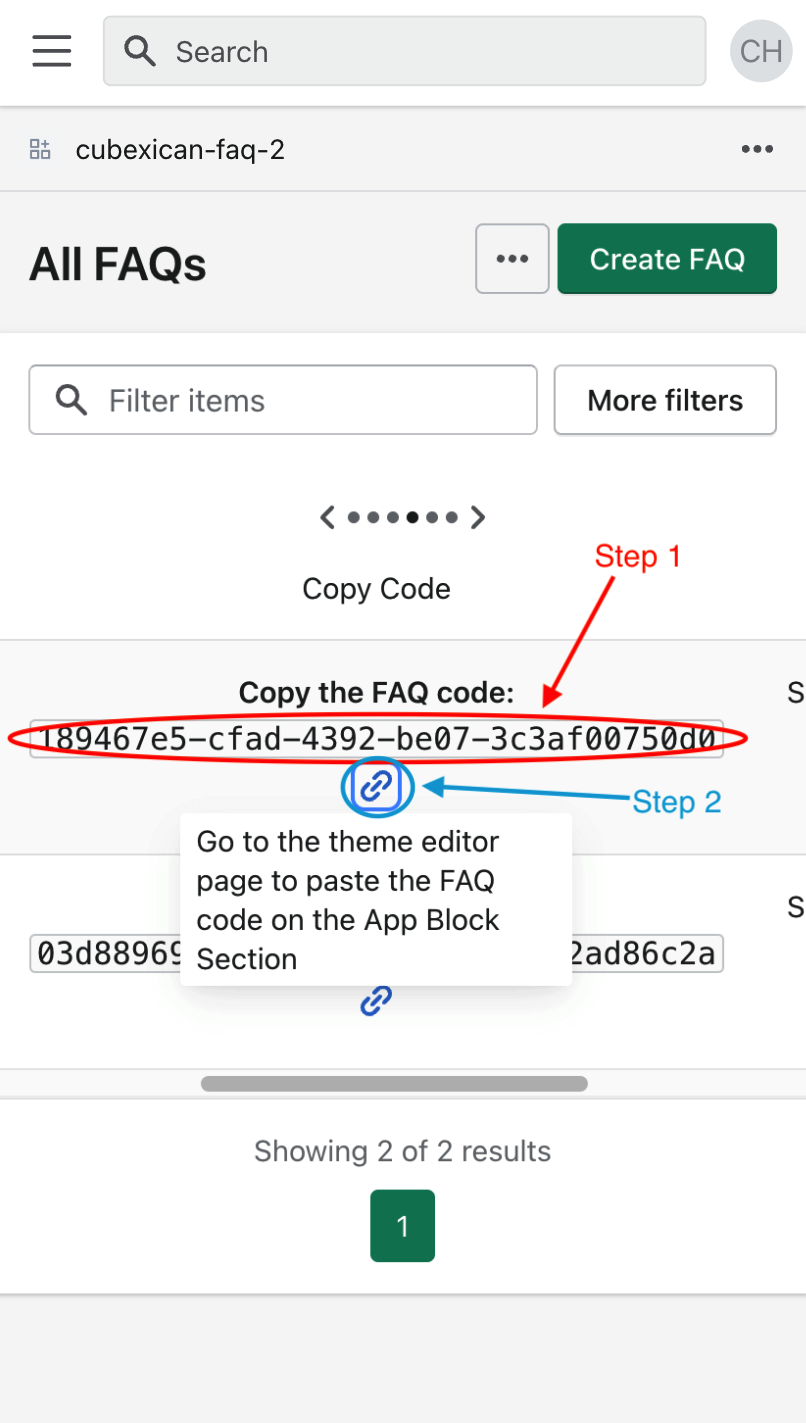 Search
CH
cubexican-faq-2
All FAQs
Create FAQ
Filter items
More filters
Step 1
Copy Code
Copy the FAQ code:
S
189467e5-cfad-4392-be07-3c3af00750d0
Step 2
Go to the theme editor
page to paste the FAQ
code on the App Block
Section
S
03d88969
2ad86c2a
Showing 2 of 2 results
1